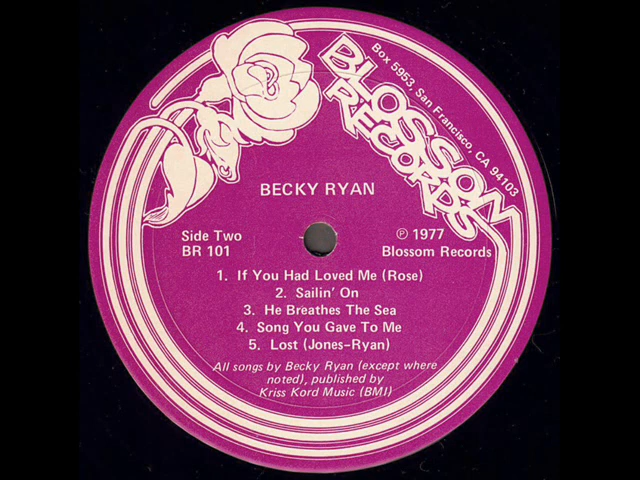 BLOSSOM
RECORDS
Box 5953, San Francisco, CA 94103
BECKY RYAN
Side Two
BR 101
℗ 1977
Blossom Records
1. If You Had Loved Me (Rose)
2. Sailin' On
3. He Breathes The Sea
4. Song You Gave To Me
5. Lost (Jones-Ryan)
All songs by Becky Ryan (except where
noted), published by
Kriss Kord Music (BMI)